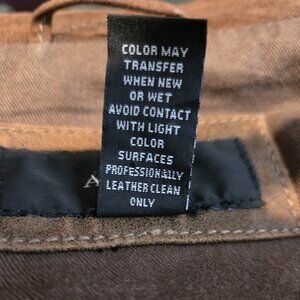 COLOR MAY
TRANSFER
WHEN NEW
OR WET
AVOID CONTACT
WITH LIGHT
COLOR
SURFACES
PROFESSIONALLY
LEATHER CLEAN
ONLY
A